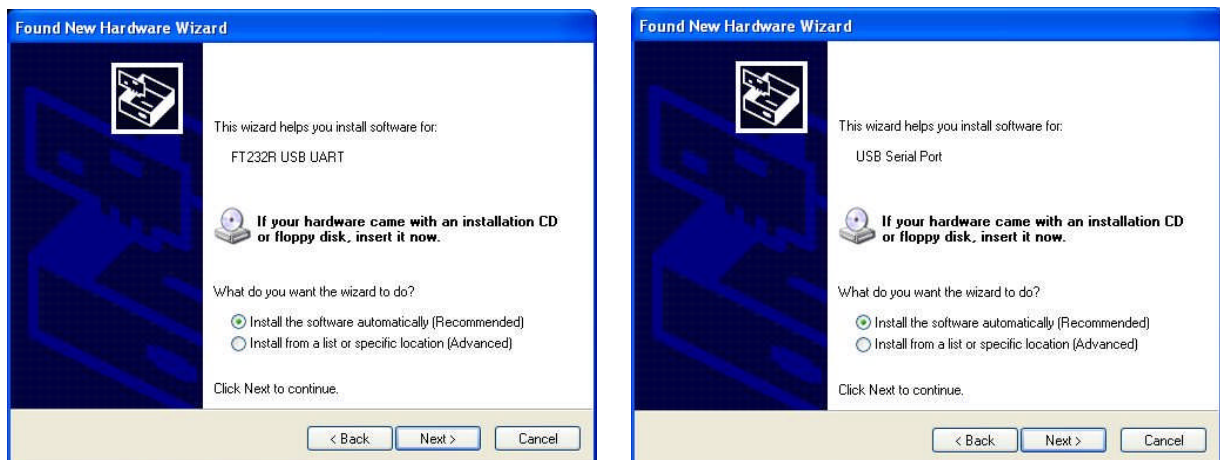 Found New Hardware Wizard
This wizard helps you install software for:
FT232R USB UART
If your hardware came with an installation CD
or floppy disk, insert it now.
What do you want the wizard to do?
Install the software automatically (Recommended)
Install from a list or specific location (Advanced)
Click Next to continue.
< Back
Next >
Cancel
Found New Hardware Wizard
This wizard helps you install software for:
USB Serial Port
If your hardware came with an installation CD
or floppy disk, insert it now.
What do you want the wizard to do?
Install the software automatically (Recommended)
Install from a list or specific location (Advanced)
Click Next to continue.
< Back
Next >
Cancel